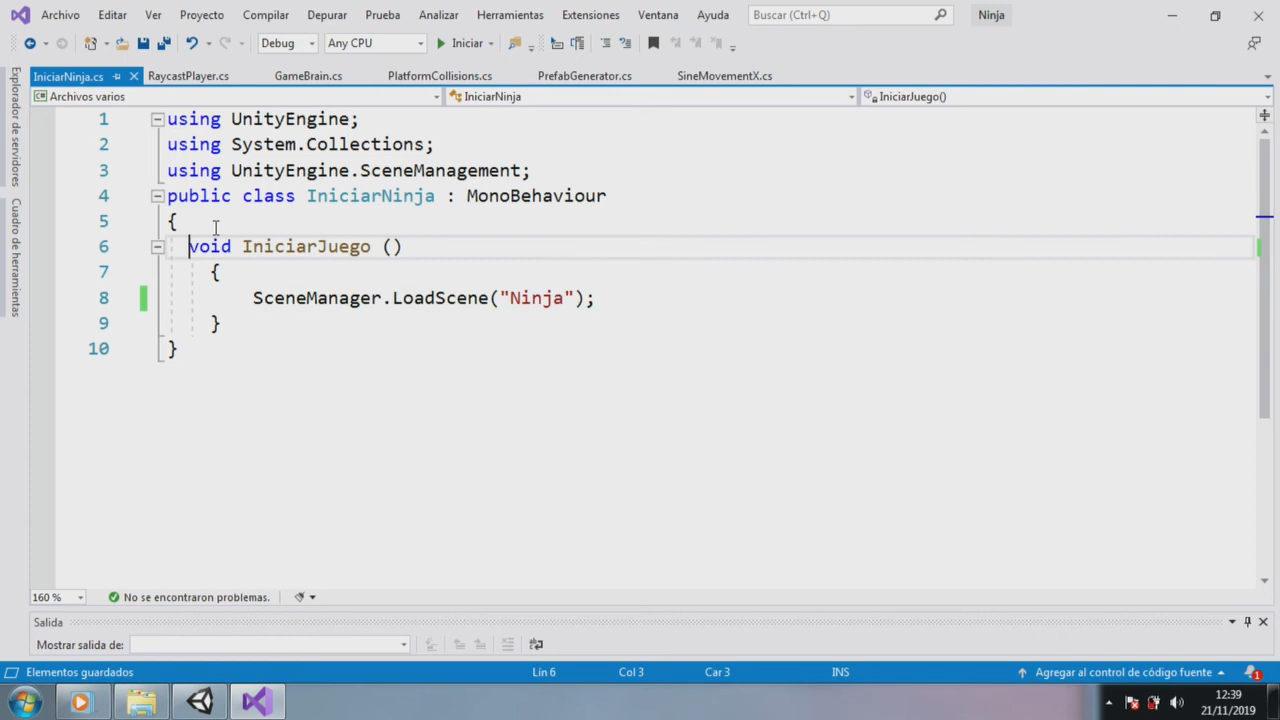 Archivo Editar Ver Proyecto Compilar Depurar Prueba Analizar Herramientas Extensiones Ventana Ayuda Buscar (Ctrl+Q) Ninja
Debug Any CPU Iniciar
IniciarNinja.cs RaycastPlayer.cs GameBrain.cs PlatformCollisions.cs PrefabGenerator.cs SineMovementX.cs
Archivos varios IniciarNinja IniciarJuego()
Explorador de servidores
Cuadro de herramientas
1 using UnityEngine;
2 using System.Collections;
3 using UnityEngine.SceneManagement;
4 public class IniciarNinja : MonoBehaviour
5 {
6 void IniciarJuego ()
7 {
8 SceneManager.LoadScene("Ninja");
9 }
10 }
160 % No se encontraron problemas.
Salida
Mostrar salida de:
Elementos guardados Lín 6 Col 3 Car 3 INS Agregar al control de código fuente 1
12:39
21/11/2019